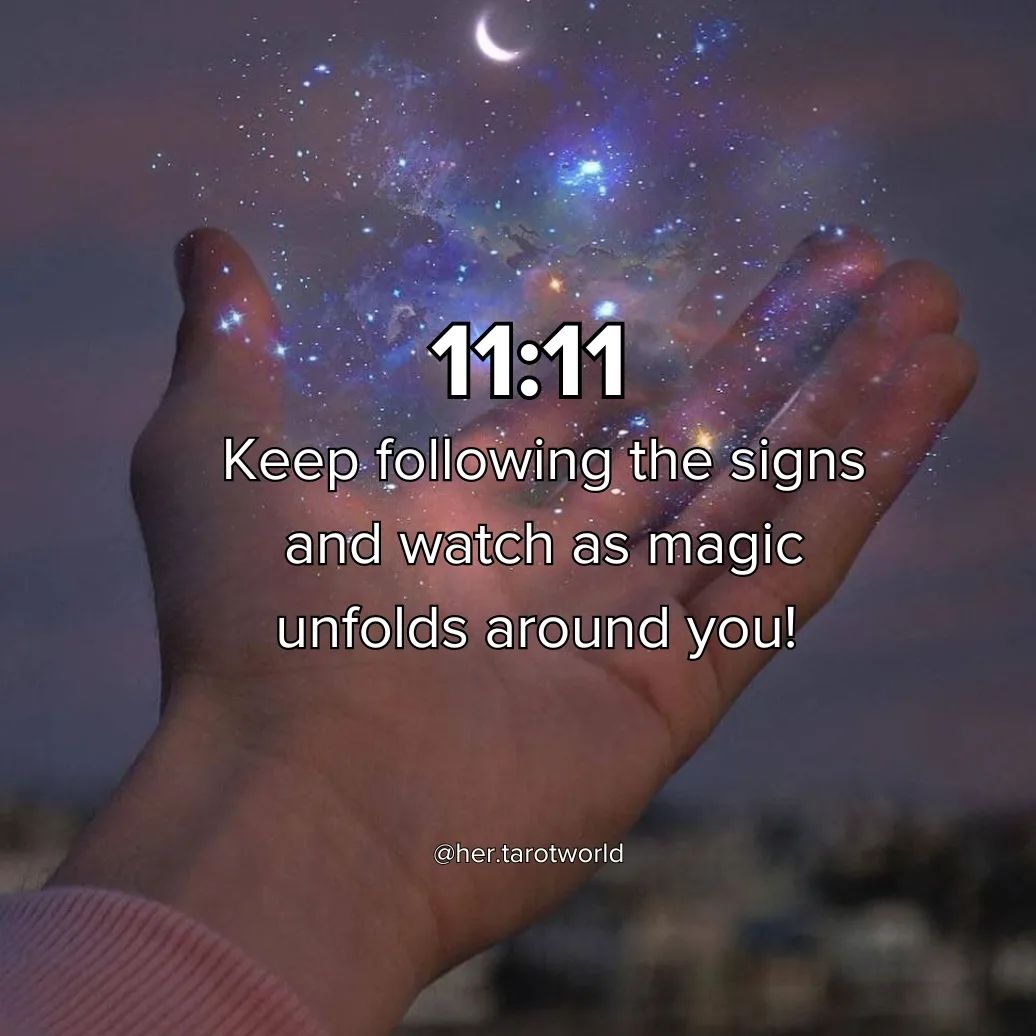 11:11
Keep following the signs
and watch as magic
unfolds around you!
@her.tarotworld